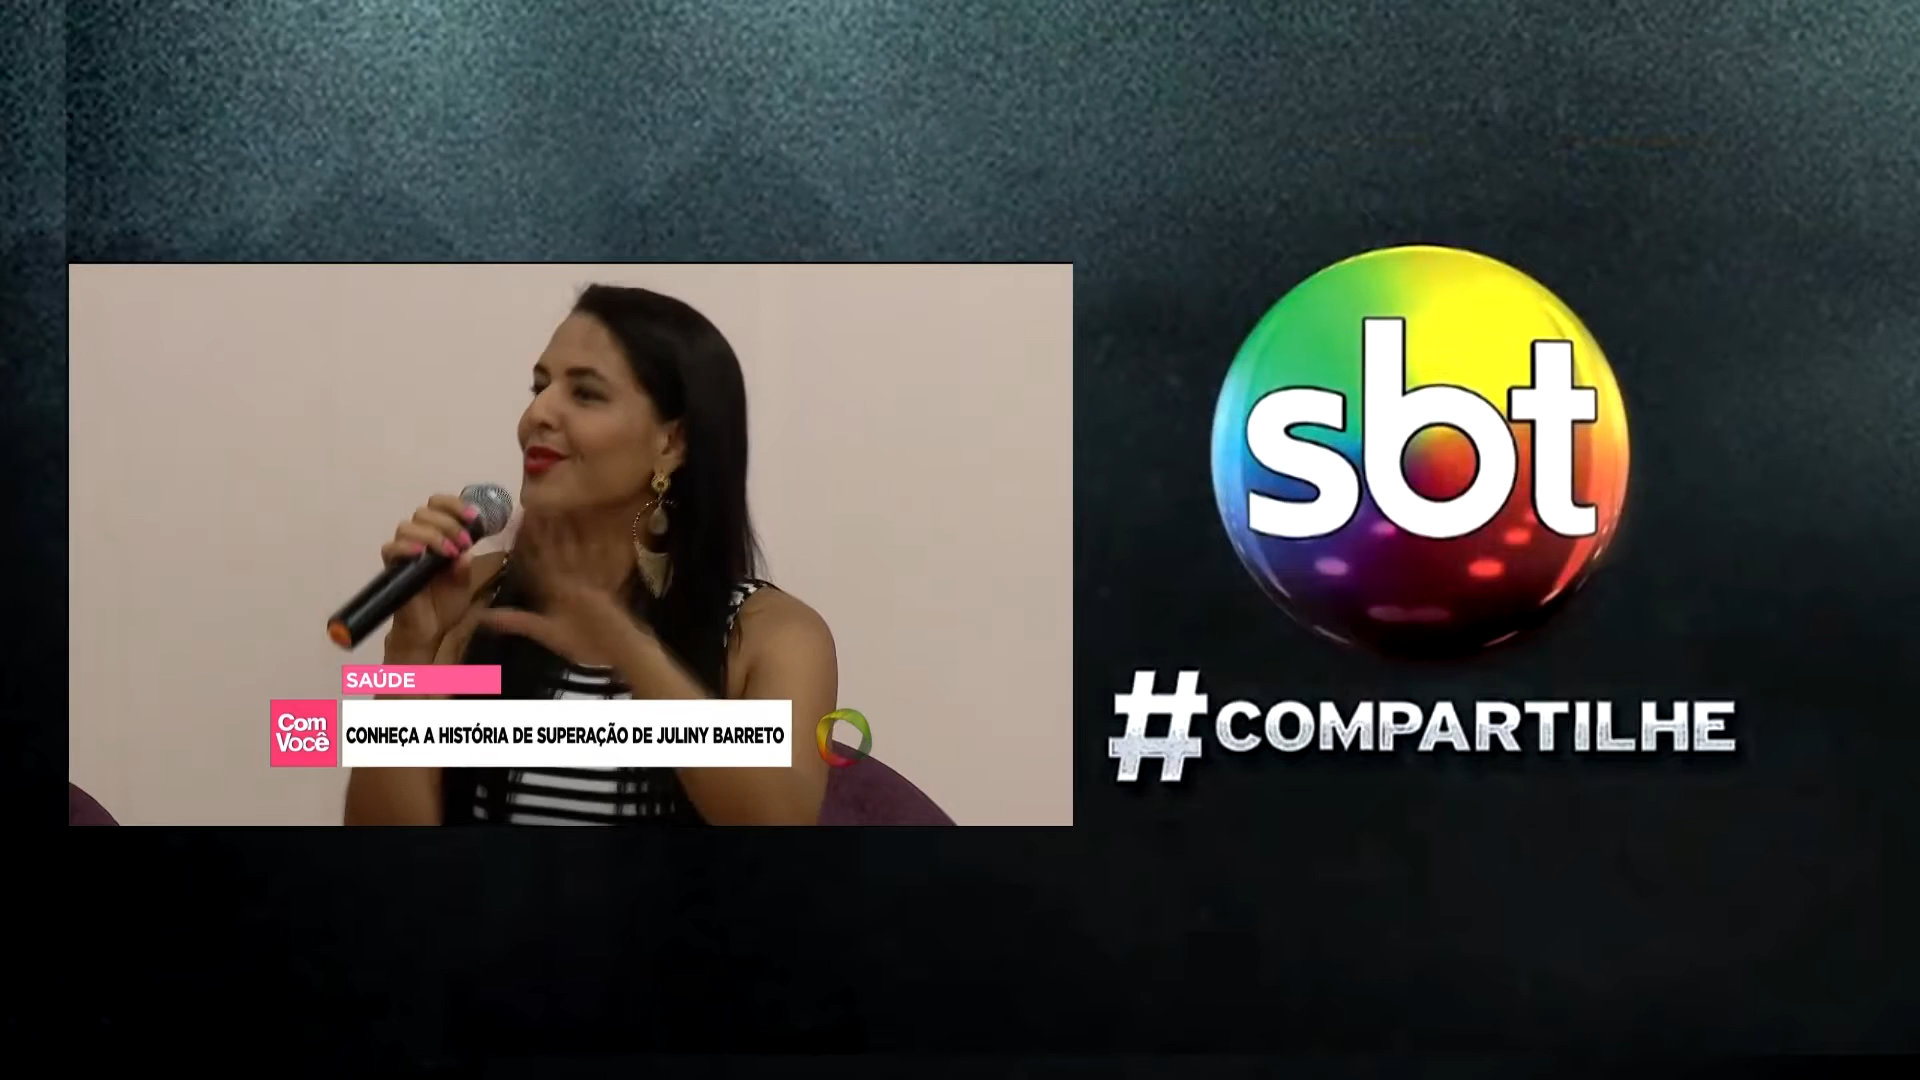 SAÚDE
Com
Você
CONHEÇA A HISTÓRIA DE SUPERAÇÃO DE JULINY BARRETO
sbt
#COMPARTILHE